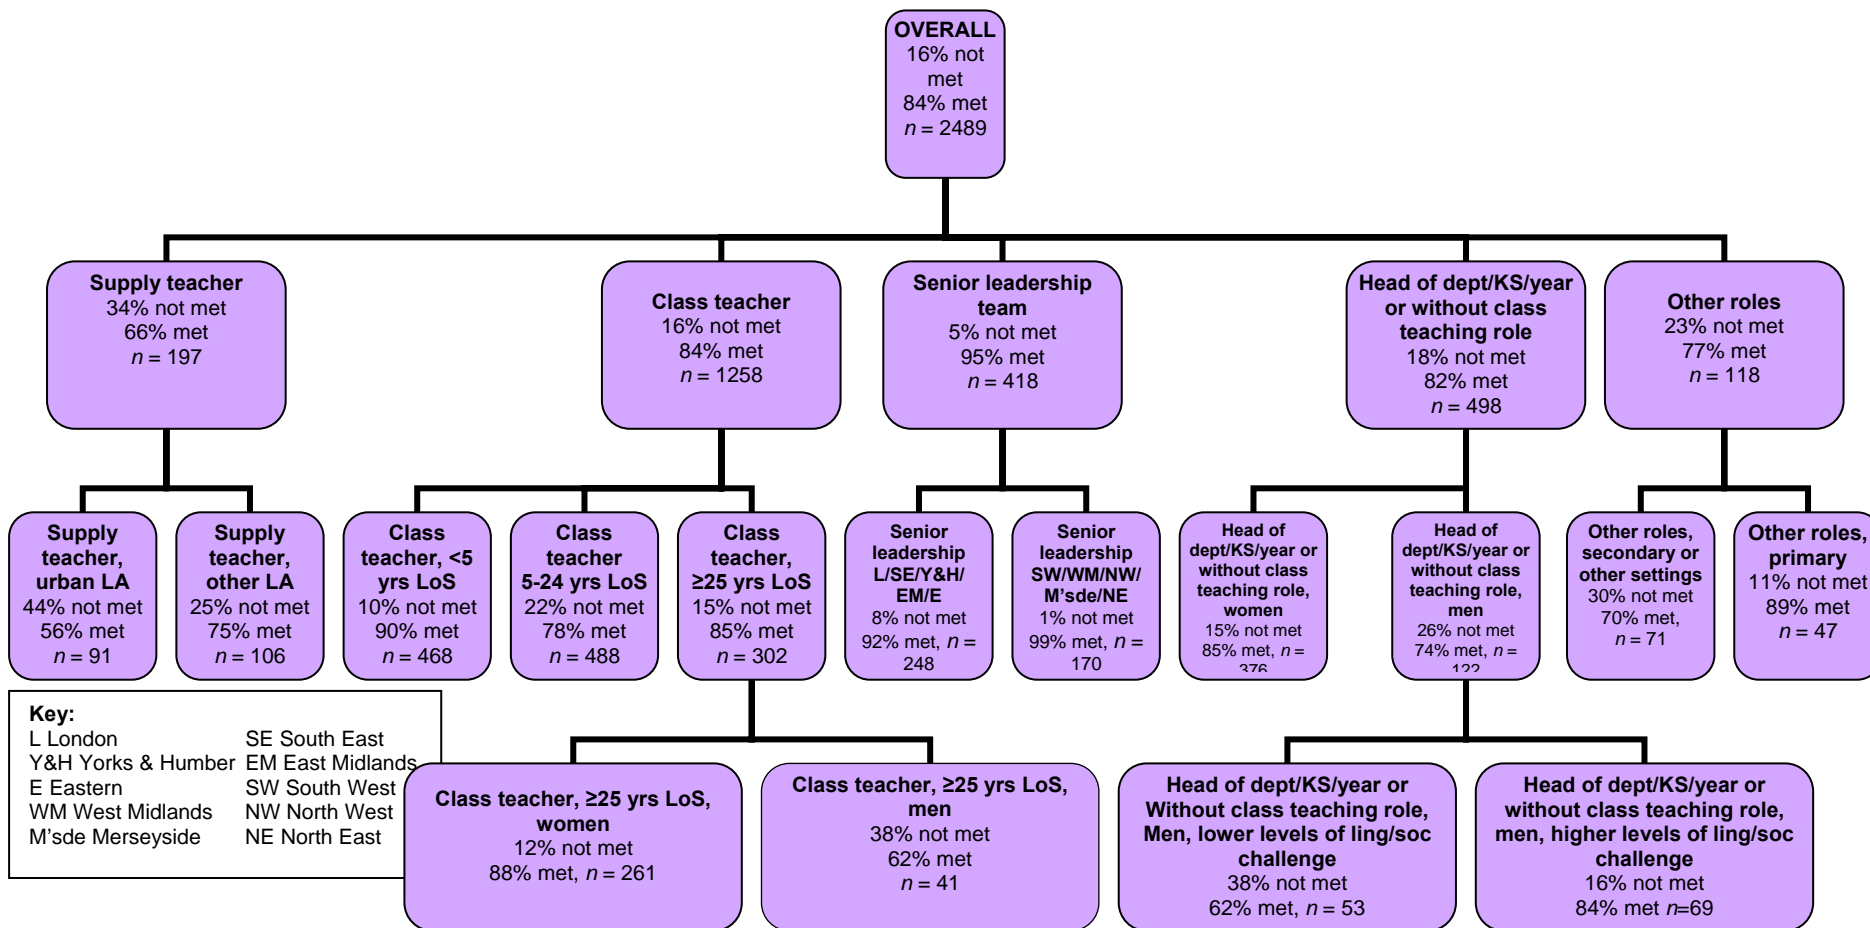 OVERALL
16% not
met
84% met
n = 2489
Supply teacher
34% not met
66% met
n = 197
Class teacher
16% not met
84% met
n = 1258
Senior leadership
team
5% not met
95% met
n = 418
Head of dept/KS/year
or without class
teaching role
18% not met
82% met
n = 498
Other roles
23% not met
77% met
n = 118
Supply
teacher,
urban LA
44% not met
56% met
n = 91
Supply
teacher,
other LA
25% not met
75% met
n = 106
Class
teacher, <5
yrs LoS
10% not met
90% met
n = 468
Class
teacher
5-24 yrs LoS
22% not met
78% met
n = 488
Class
teacher,
≥25 yrs LoS
15% not met
85% met
n = 302
Senior
leadership
L/SE/Y&H/
EM/E
8% not met
92% met, n =
248
Senior
leadership
SW/WM/NW/
M'sde/NE
1% not met
99% met, n =
170
Head of
dept/KS/year or
without class
teaching role,
women
15% not met
85% met, n =
376
Head of
dept/KS/year or
without class
teaching role,
men
26% not met
74% met, n =
122
Other roles,
secondary or
other settings
30% not met
70% met,
n = 71
Other roles,
primary
11% not met
89% met
n = 47
Key:
L London SE South East
Y&H Yorks & Humber EM East Midlands
E Eastern SW South West
WM West Midlands NW North West
M'sde Merseyside NE North East
Class teacher, ≥25 yrs LoS,
women
12% not met
88% met, n = 261
Class teacher, ≥25 yrs LoS,
men
38% not met
62% met
n = 41
Head of dept/KS/year or
Without class teaching role,
Men, lower levels of ling/soc
challenge
38% not met
62% met, n = 53
Head of dept/KS/year or
without class teaching role,
men, higher levels of ling/soc
challenge
16% not met
84% met n=69